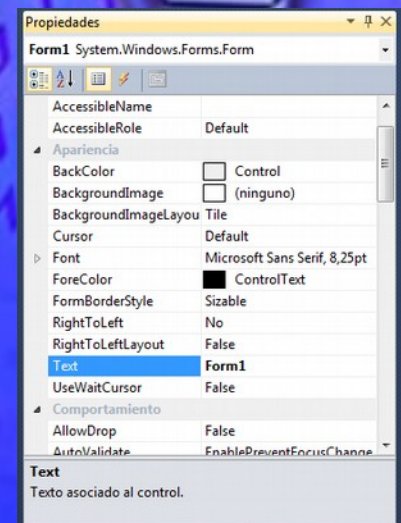 Propiedades
Form1 System.Windows.Forms.Form
AccessibleName
AccessibleRole Default
Apariencia
BackColor Control
BackgroundImage (ninguno)
BackgroundImageLayou Tile
Cursor Default
Font Microsoft Sans Serif, 8,25pt
ForeColor ControlText
FormBorderStyle Sizable
RightToLeft No
RightToLeftLayout False
Text Form1
UseWaitCursor False
Comportamiento
AllowDrop False
AutoValidate EnablePreventFocusChange
Text
Texto asociado al control.